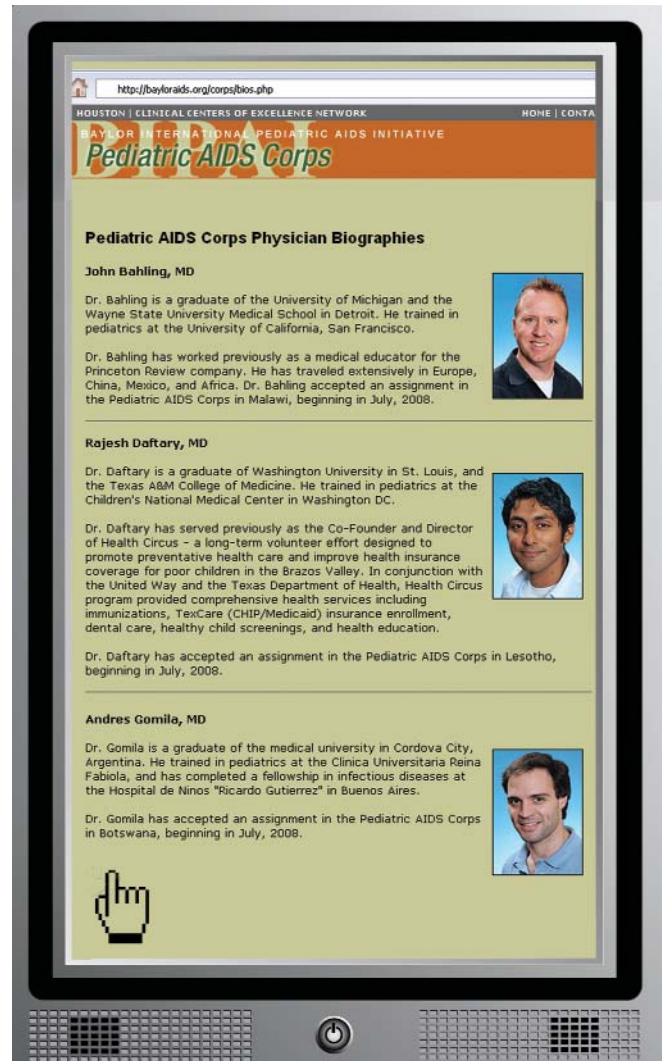 http://bayloraids.org/corps/bios.php
HOUSTON | CLINICAL CENTERS OF EXCELLENCE NETWORK HOME | CONTA
BIPAI
BAYLOR INTERNATIONAL PEDIATRIC AIDS INITIATIVE
Pediatric AIDS Corps
Pediatric AIDS Corps Physician Biographies
John Bahling, MD
Dr. Bahling is a graduate of the University of Michigan and the
Wayne State University Medical School in Detroit. He trained in
pediatrics at the University of California, San Francisco.
Dr. Bahling has worked previously as a medical educator for the
Princeton Review company. He has traveled extensively in Europe,
China, Mexico, and Africa. Dr. Bahling accepted an assignment in
the Pediatric AIDS Corps in Malawi, beginning in July, 2008.
Rajesh Daftary, MD
Dr. Daftary is a graduate of Washington University in St. Louis, and
the Texas A&M College of Medicine. He trained in pediatrics at the
Children's National Medical Center in Washington DC.
Dr. Daftary has served previously as the Co-Founder and Director
of Health Circus - a long-term volunteer effort designed to
promote preventative health care and improve health insurance
coverage for poor children in the Brazos Valley. In conjunction with
the United Way and the Texas Department of Health, Health Circus
program provided comprehensive health services including
immunizations, TexCare (CHIP/Medicaid) insurance enrollment,
dental care, healthy child screenings, and health education.
Dr. Daftary has accepted an assignment in the Pediatric AIDS Corps in Lesotho,
beginning in July, 2008.
Andres Gomila, MD
Dr. Gomila is a graduate of the medical university in Cordova City,
Argentina. He trained in pediatrics at the Clinica Universitaria Reina
Fabiola, and has completed a fellowship in infectious diseases at
the Hospital de Ninos "Ricardo Gutierrez" in Buenos Aires.
Dr. Gomila has accepted an assignment in the Pediatric AIDS Corps
in Botswana, beginning in July, 2008.